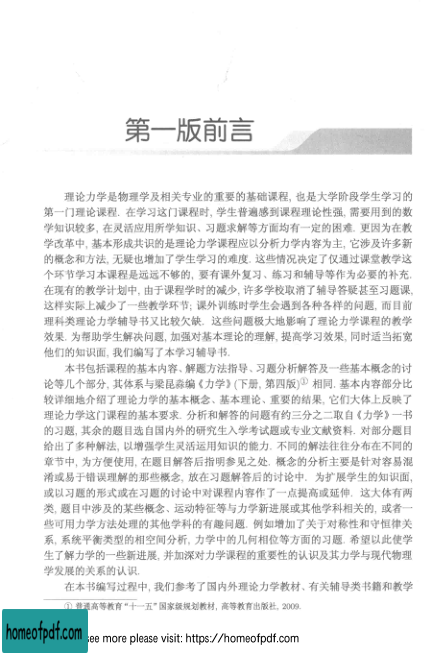 第一版前言
理论力学是物理学及相关专业的重要的基础课程, 也是大学阶段学生学习的
第一门理论课程. 在学习这门课程时, 学生普遍感到课程理论性强, 需要用到的数
学知识较多, 在灵活应用所学知识、习题求解等方面均有一定的困难. 更因为在教
学改革中, 基本形成共识的是理论力学课程应以分析力学内容为主, 它涉及许多新
的概念和方法, 无疑也增加了学生学习的难度. 这些情况决定了仅通过课堂教学这
个环节学习本课程是远远不够的, 要有课外复习、练习和辅导等作为必要的补充.
在现有的教学计划中, 由于课程学时的减少, 许多学校取消了辅导答疑甚至习题课,
这样实际上减少了一些教学环节; 课外训练时学生会遇到各种各样的问题, 而目前
理科类理论力学辅导书又比较欠缺. 这些问题极大地影响了理论力学课程的教学
效果. 为帮助学生解决问题, 加强对基本理论的理解, 提高学习效果, 同时适当拓宽
他们的知识面, 我们编写了本学习辅导书.
本书包括课程的基本内容、解题方法指导、习题分析解答及一些基本概念的讨
论等几个部分, 其体系与梁昆淼编《力学》(下册, 第四版)① 相同. 基本内容部分比
较详细地介绍了理论力学的基本概念、基本理论、重要的结果, 它们大体上反映了
理论力学这门课程的基本要求. 分析和解答的问题有约三分之二取自《力学》一书
的习题, 其余的题目选自国内外的研究生入学考试题或专业文献资料. 对部分题目
给出了多种解法, 以增强学生灵活运用知识的能力. 不同的解法往往分布在不同的
章节中, 为方便使用, 在题目解答后指明参见之处. 概念的分析主要是针对容易混
淆或易于错误理解的那些概念, 放在习题解答后的讨论中. 为扩展学生的知识面,
或以习题的形式或在习题的讨论中对课程内容作了一点提高或延伸. 这大体有两
类, 题目中涉及的某些概念、运动特征等与力学新进展或其他学科相关的, 或者一
些可用力学方法处理的其他学科的有趣问题. 例如增加了关于对称性和守恒律关
系, 系统平衡类型的相空间分析, 力学中的几何相位等方面的习题. 希望以此使学
生了解力学的一些新进展, 并加深对力学课程的重要性的认识及其力学与现代物理
学发展的关系的认识.
在本书编写过程中, 我们参考了国内外理论力学教材、有关辅导类书籍和教学
① 普通高等教育“十一五”国家级规划教材, 高等教育出版社, 2009.
homeofpdf.com
see more please visit: https://homeofpdf.com